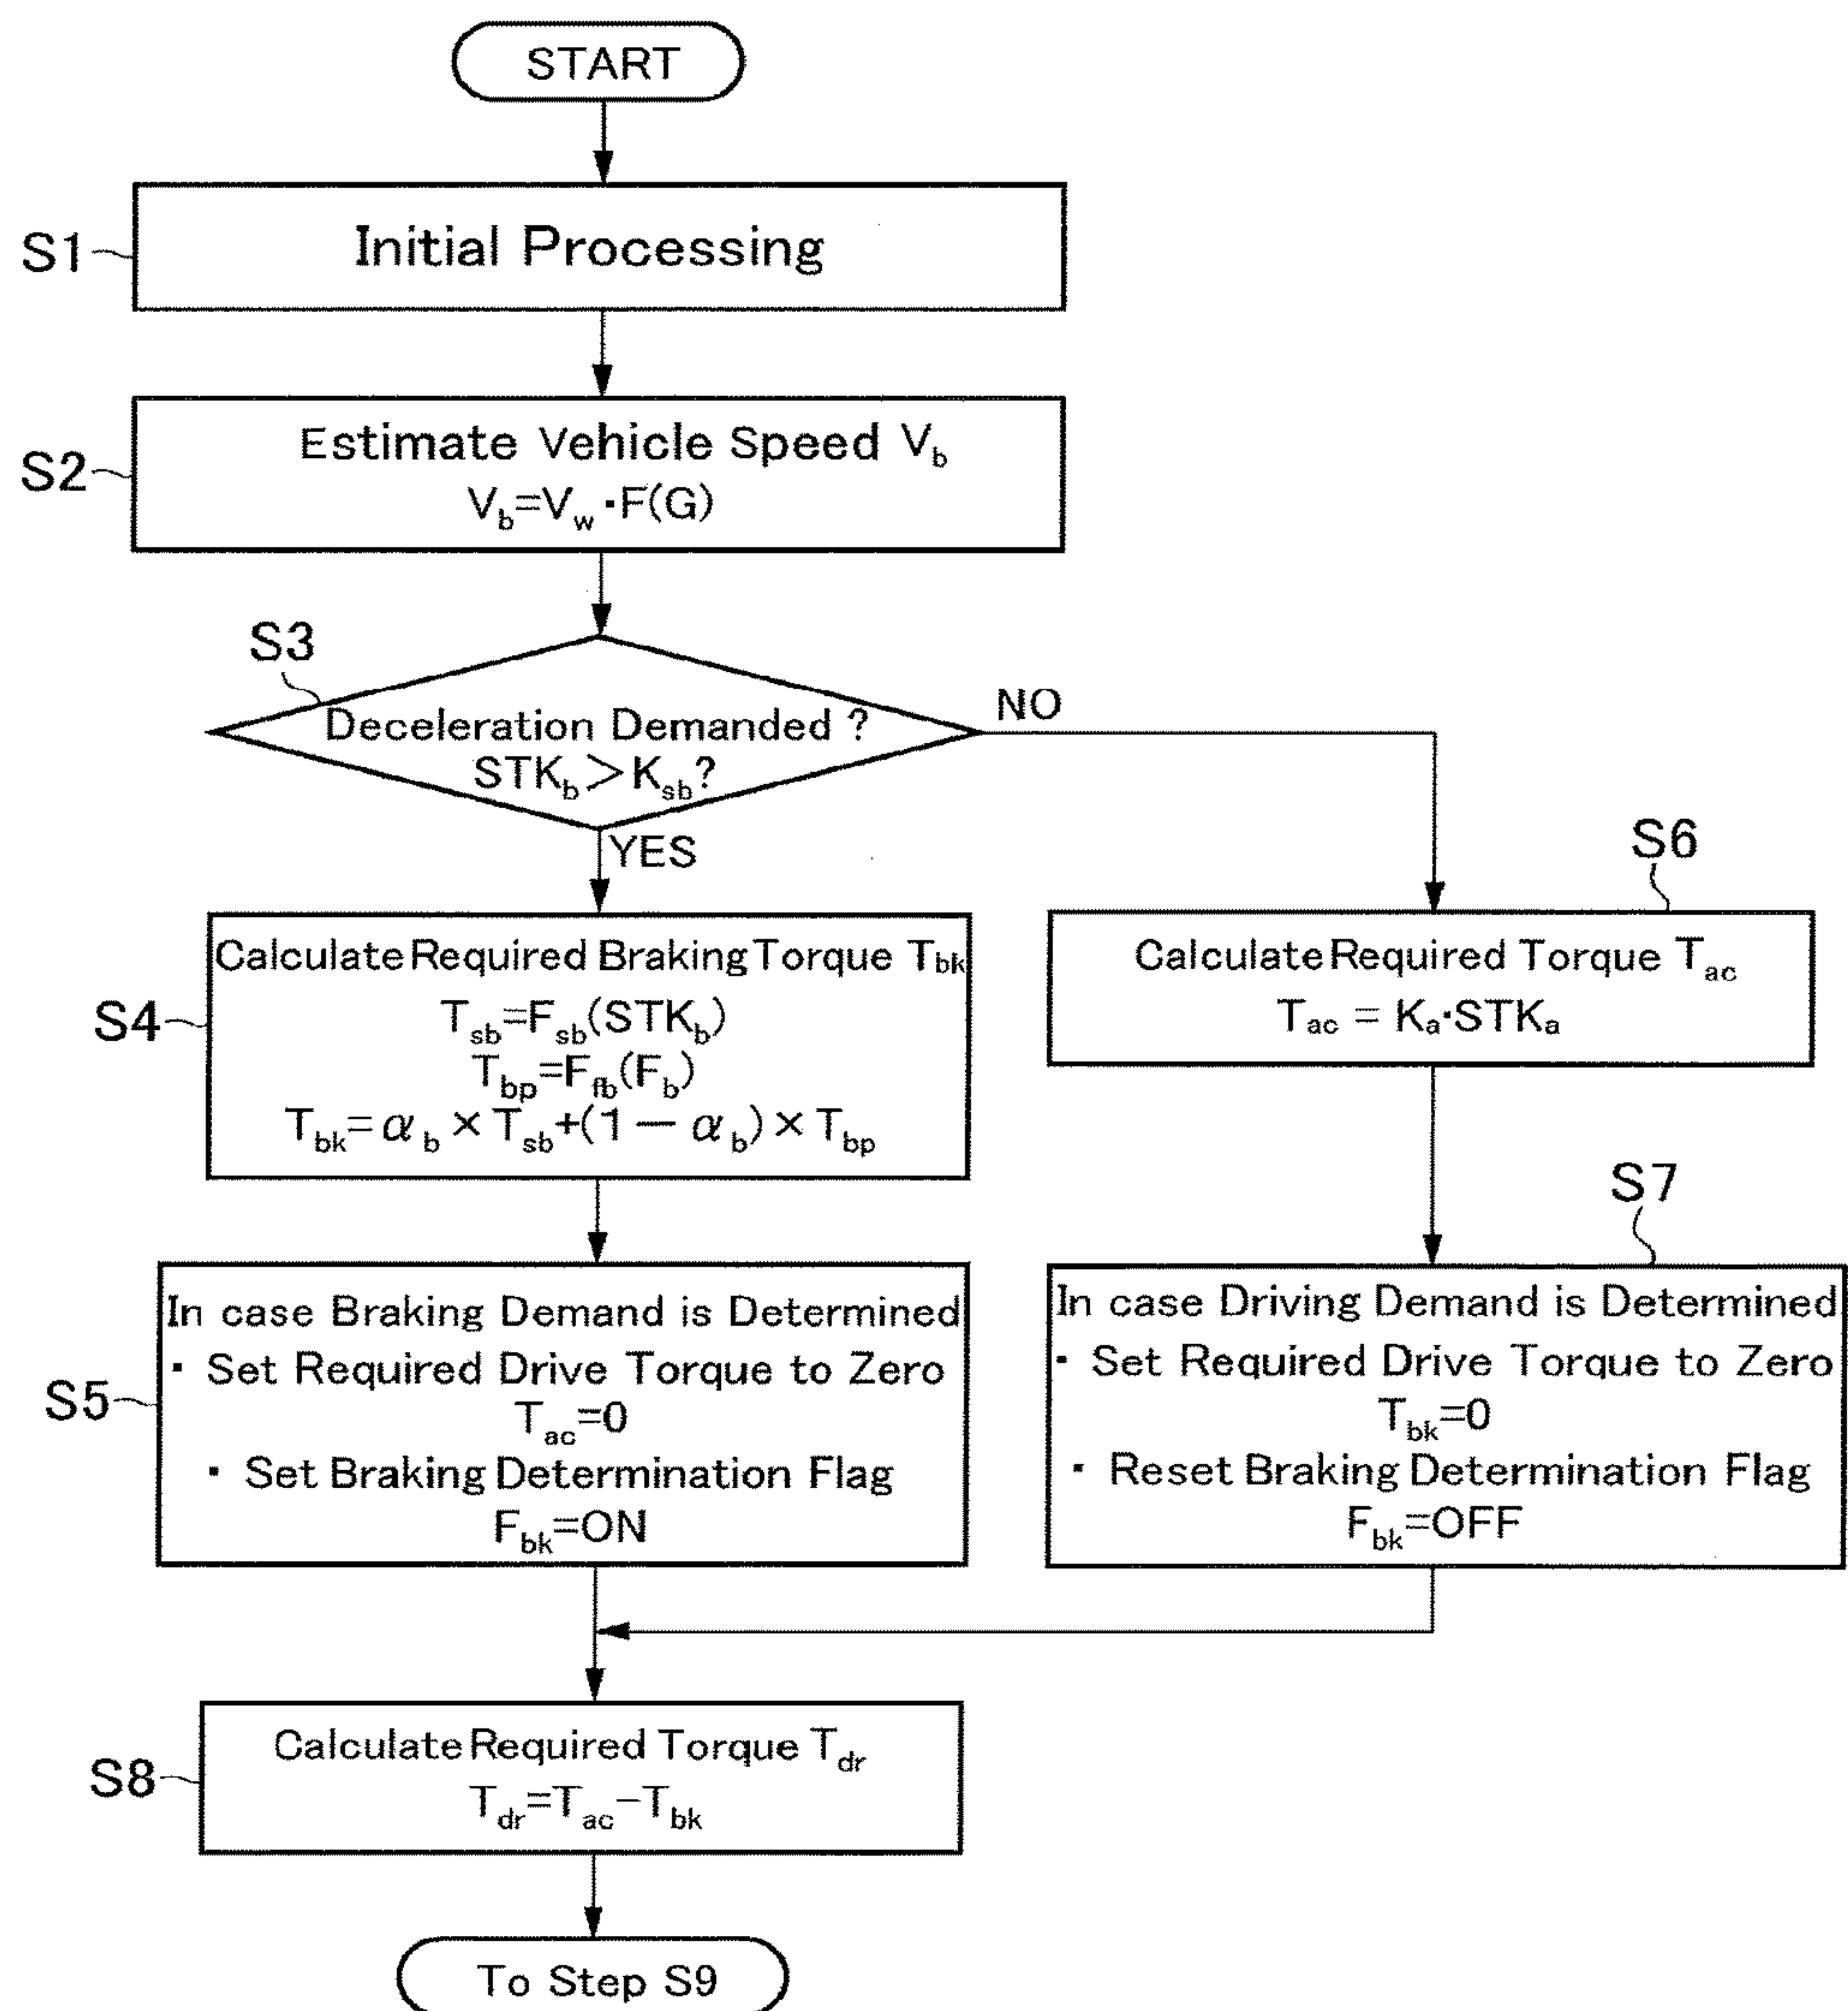 START
S1
Initial Processing
S2
Estimate Vehicle Speed V_b
V_b=V_w·F(G)
S3
Deceleration Demanded ?
STK_b>K_sb?
NO
YES
S4
Calculate Required Braking Torque T_bk
T_sb=F_sb(STK_b)
T_bp=F_fb(F_b)
T_bk=α_b×T_sb+(1-α_b)×T_bp
S6
Calculate Required Torque T_ac
T_ac = K_a·STK_a
S5
In case Braking Demand is Determined
· Set Required Drive Torque to Zero
T_ac=0
· Set Braking Determination Flag
F_bk=ON
S7
In case Driving Demand is Determined
· Set Required Drive Torque to Zero
T_bk=0
· Reset Braking Determination Flag
F_bk=OFF
S8
Calculate Required Torque T_dr
T_dr=T_ac-T_bk
To Step S9